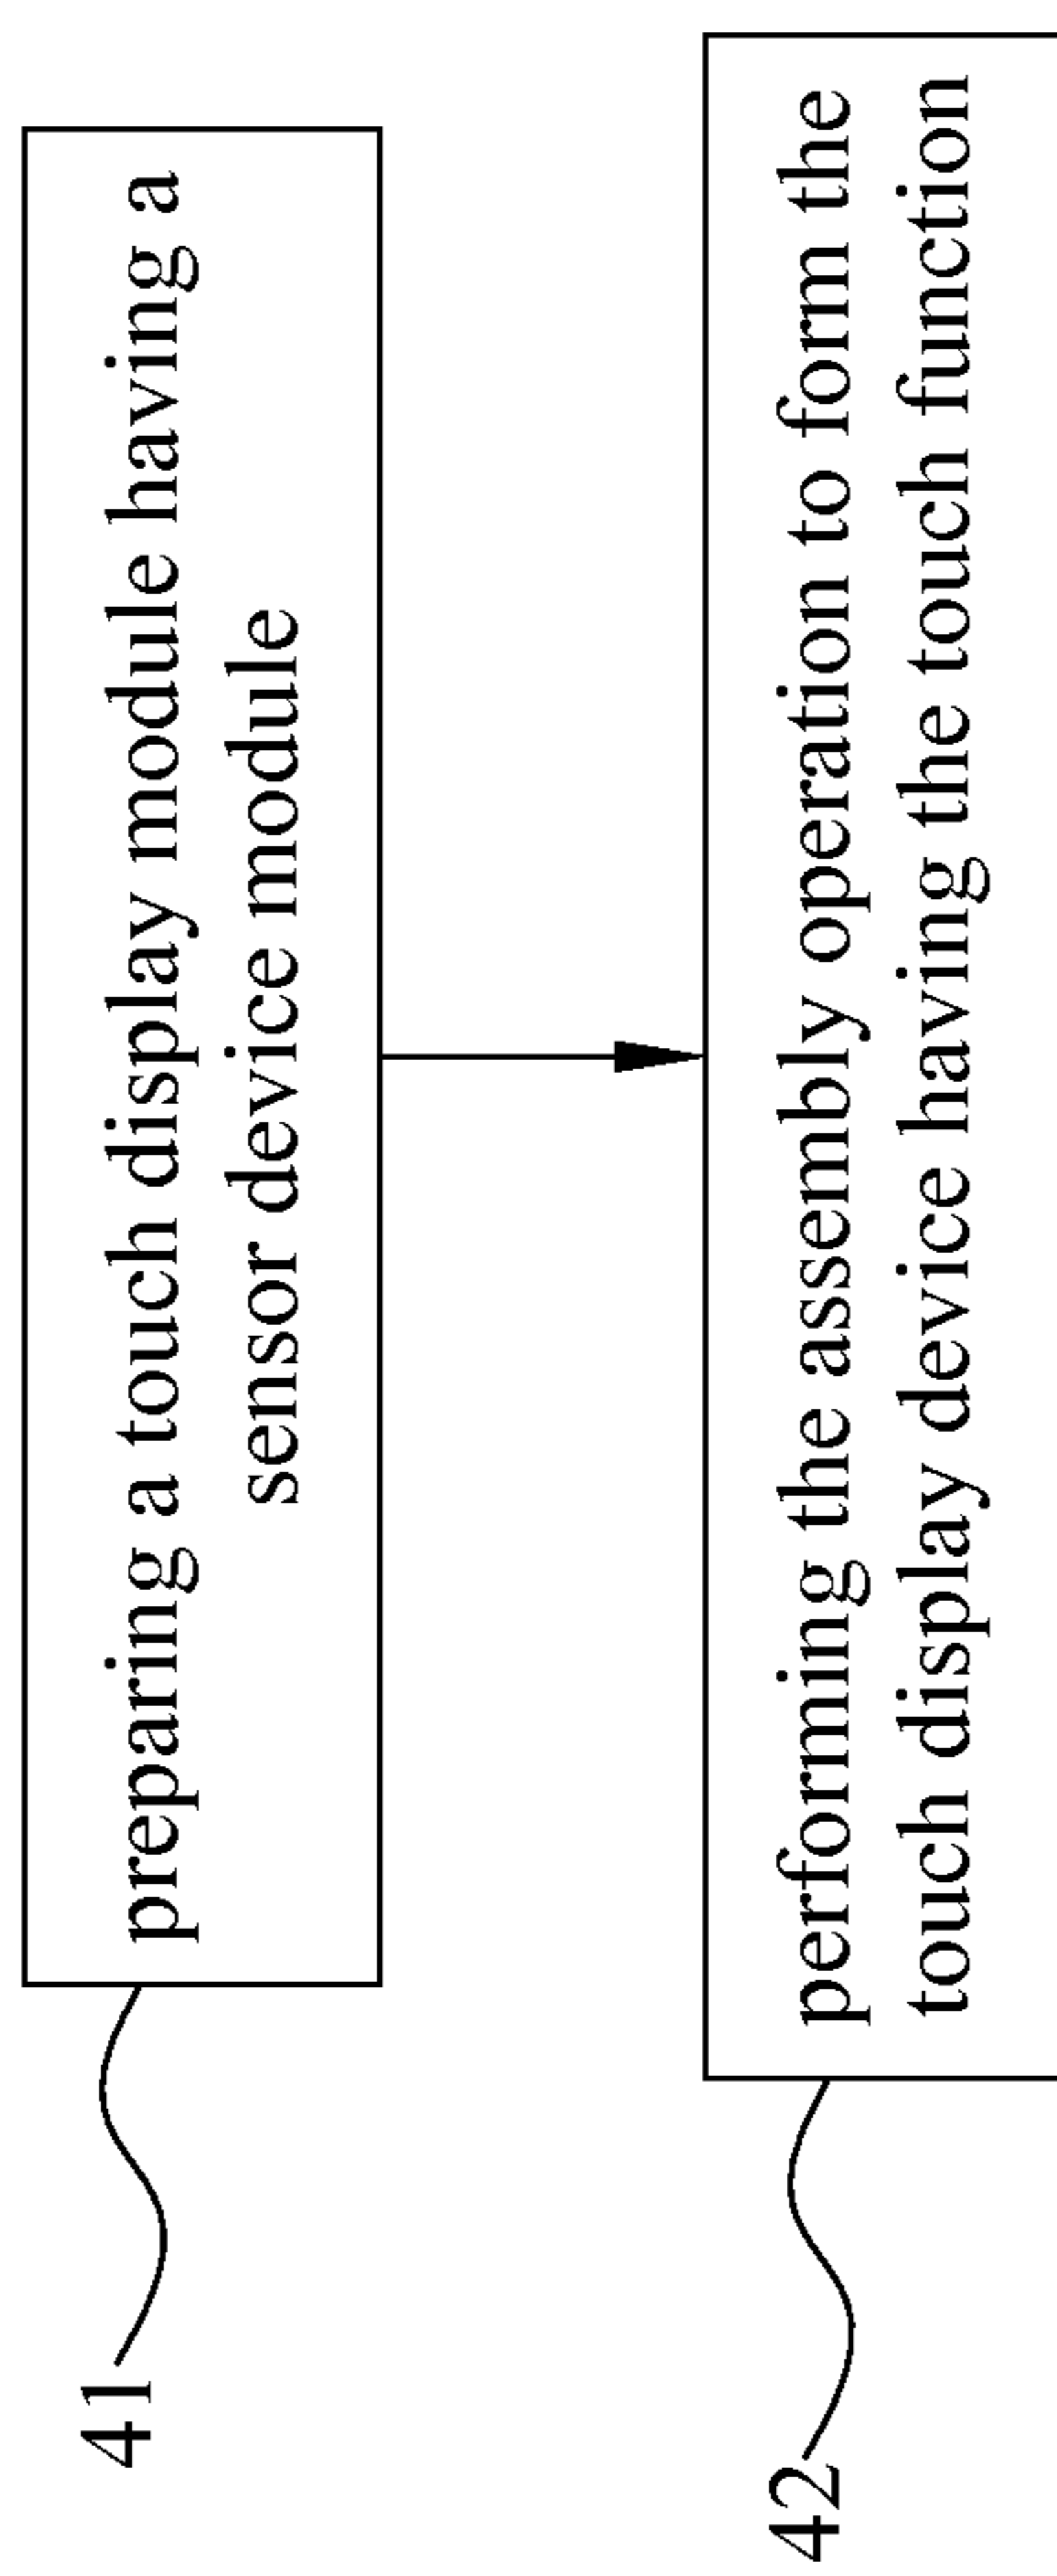 41
preparing a touch display module having a
sensor device module
42
performing the assembly operation to form the
touch display device having the touch function